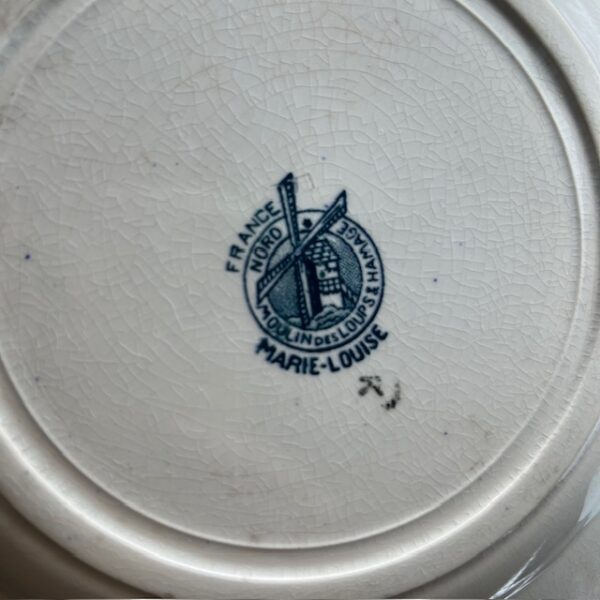 FRANCE
NORD
MOULIN DES LOUPS & HAMAGE
MARIE-LOUISE